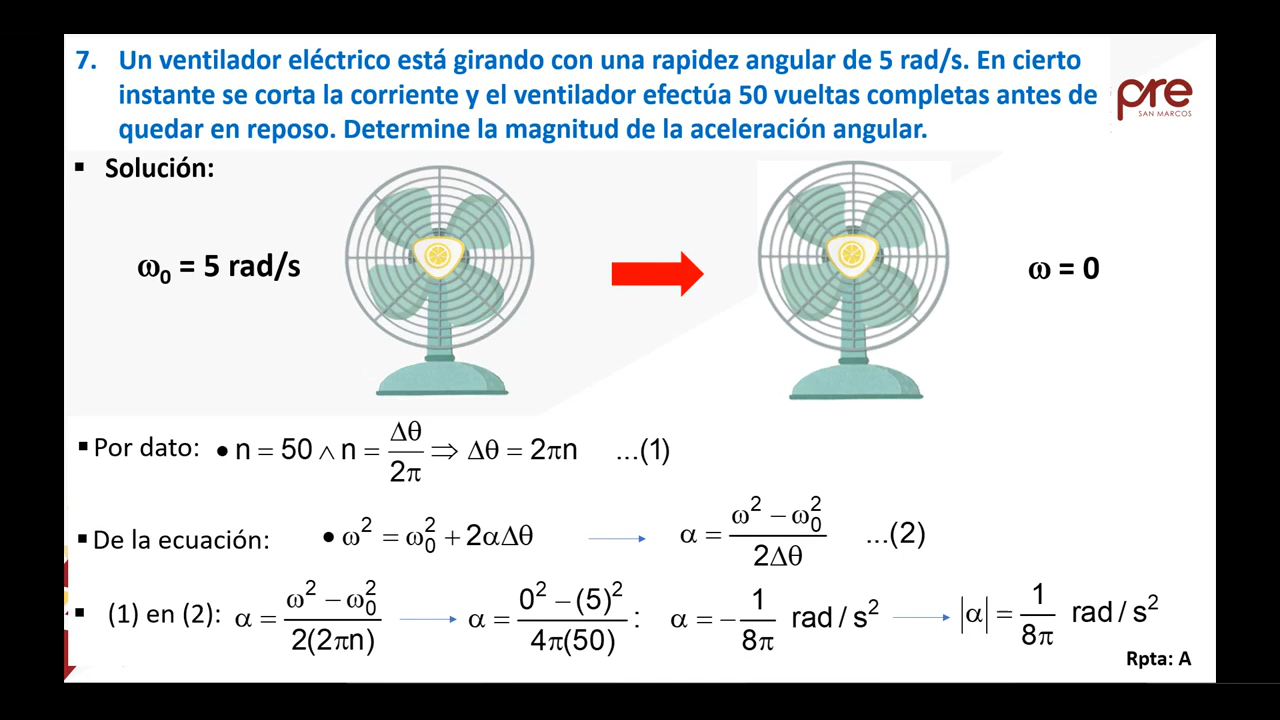 7. Un ventilador eléctrico está girando con una rapidez angular de 5 rad/s. En cierto
instante se corta la corriente y el ventilador efectúa 50 vueltas completas antes de
quedar en reposo. Determine la magnitud de la aceleración angular.
pre
SAN MARCOS
▪ Solución:
ω₀ = 5 rad/s
ω = 0
▪ Por dato: • n = 50 ∧ n = Δθ/2π ⇒ Δθ = 2πn ...(1)
▪ De la ecuación: • ω² = ω₀² + 2αΔθ α = (ω² − ω₀²)/2Δθ ...(2)
▪ (1) en (2): α = (ω² − ω₀²)/2(2πn) α = (0² − (5)²)/4π(50) : α = −1/8π rad / s² |α| = 1/8π rad / s²
Rpta: A